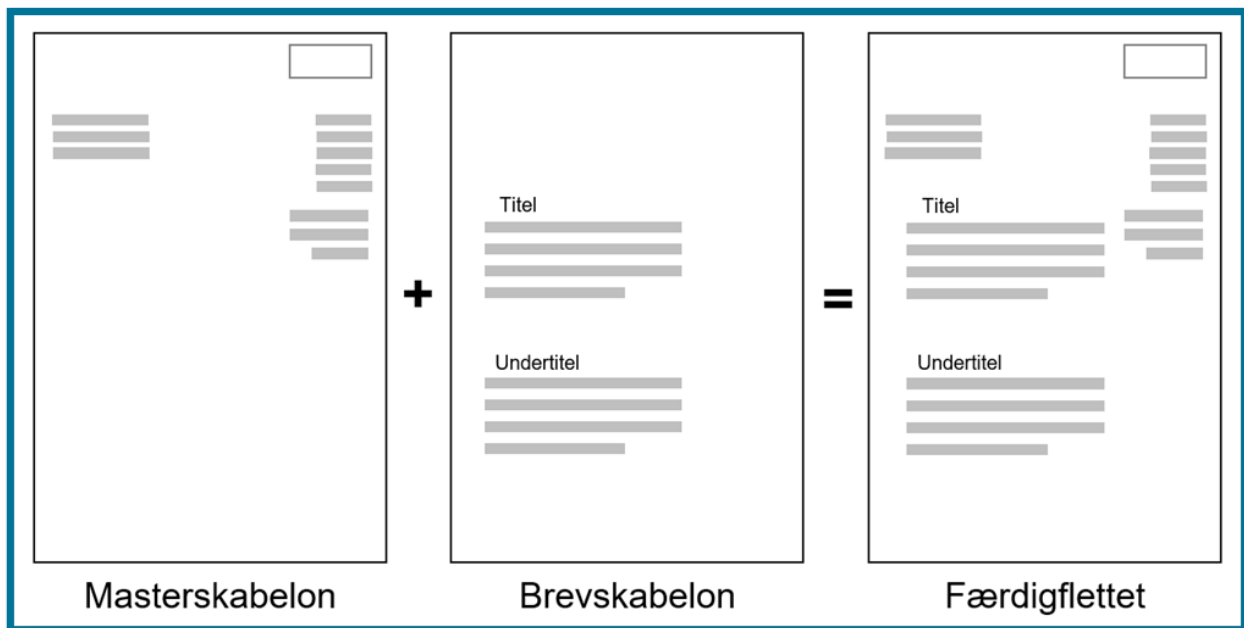 Titel
Undertitel
+
Titel
Undertitel
=
Masterskabelon
Brevskabelon
Færdigflettet